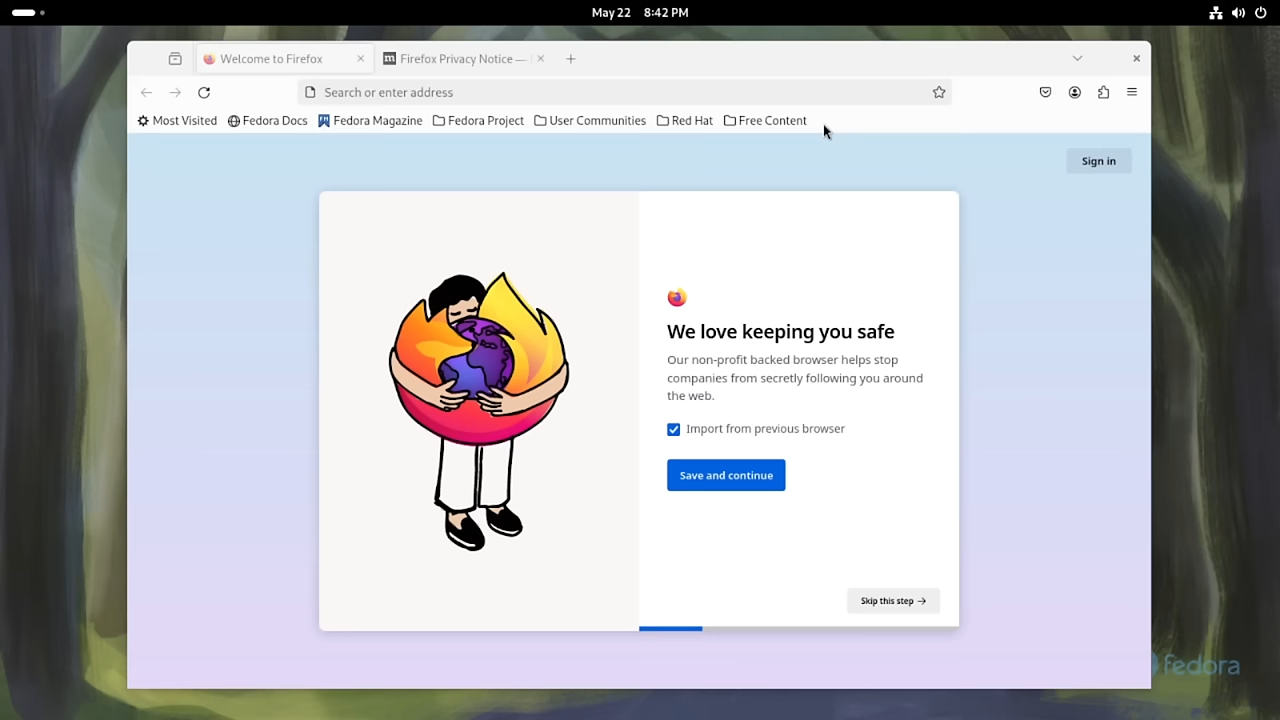 May 22 8:42 PM
Welcome to Firefox
Firefox Privacy Notice —
Search or enter address
Most Visited
Fedora Docs
Fedora Magazine
Fedora Project
User Communities
Red Hat
Free Content
Sign in
We love keeping you safe
Our non-profit backed browser helps stop
companies from secretly following you around
the web.
Import from previous browser
Save and continue
Skip this step →
fedora